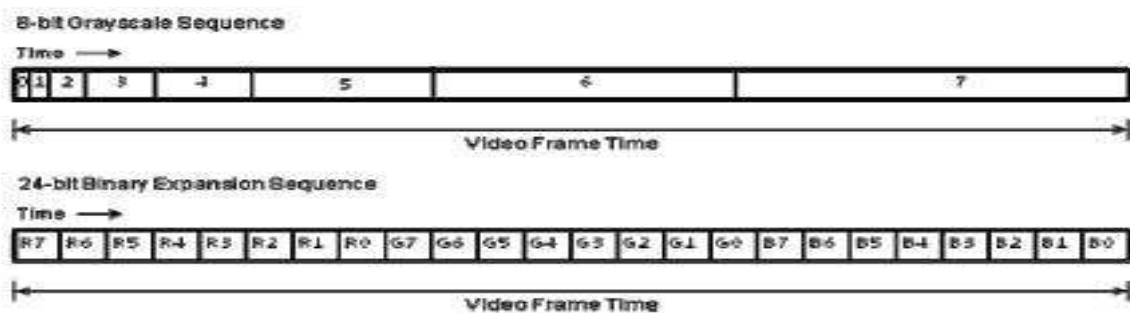 8-bit Grayscale Sequence
Time
0 1 2 3 4 5 6 7
Video Frame Time
24-bit Binary Expansion Sequence
Time
R7 R6 R5 R4 R3 R2 R1 R0 G7 G6 G5 G4 G3 G2 G1 G0 B7 B6 B5 B4 B3 B2 B1 B0
Video Frame Time